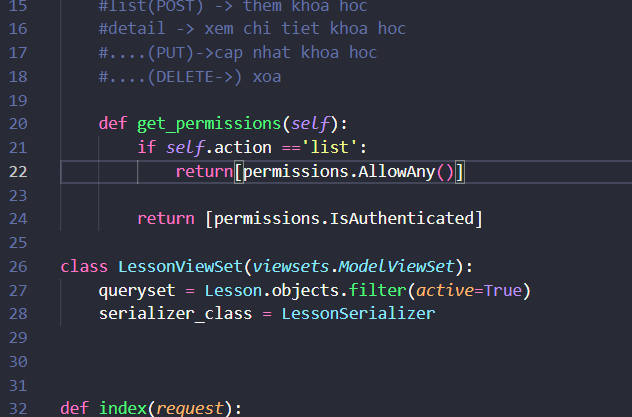 15 #list(POST) -> them khoa hoc
16 #detail -> xem chi tiet khoa hoc
17 #....(PUT)->cap nhat khoa hoc
18 #....(DELETE->) xoa
19
20 def get_permissions(self):
21 if self.action =='list':
22 return[permissions.AllowAny()]
23
24 return [permissions.IsAuthenticated]
25
26 class LessonViewSet(viewsets.ModelViewSet):
27 queryset = Lesson.objects.filter(active=True)
28 serializer_class = LessonSerializer
29
30
31
32 def index(request):